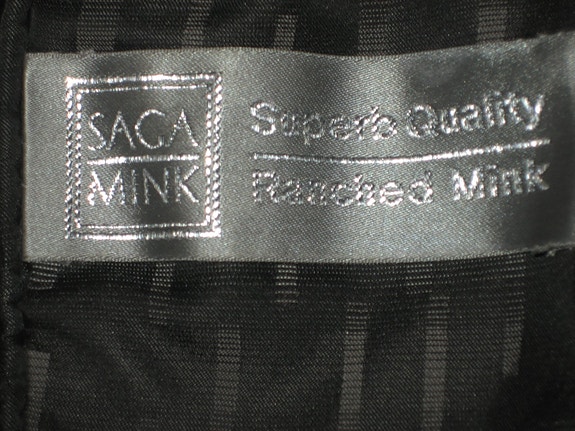 SAGA
MINK
Superb Quality
Ranched Mink